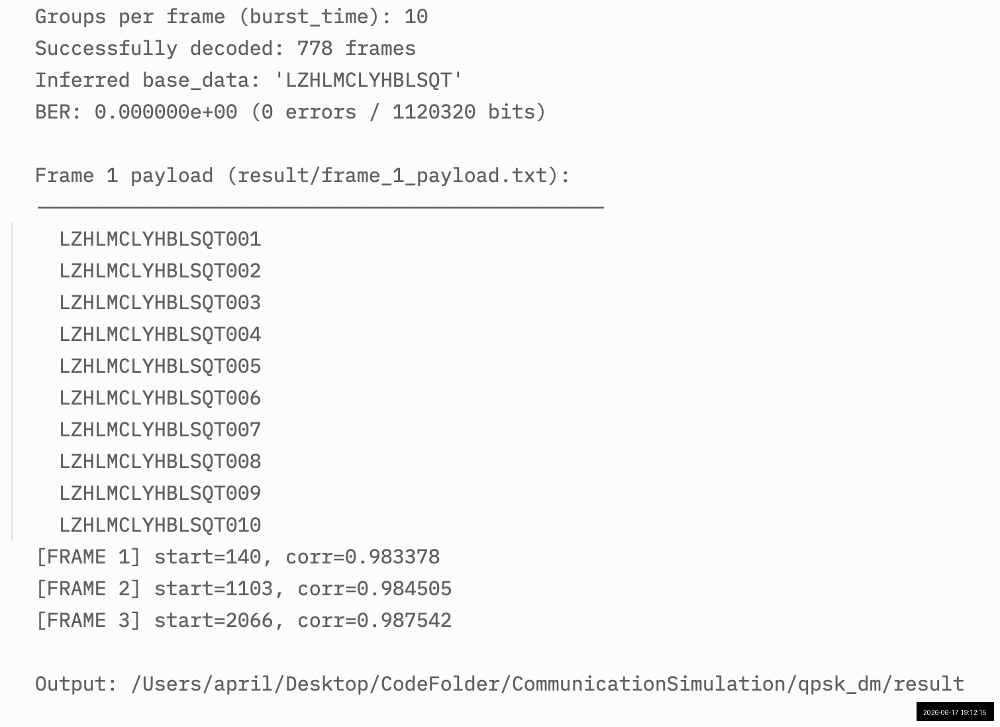 Groups per frame (burst_time): 10
Successfully decoded: 778 frames
Inferred base_data: 'LZHLMCLYHBLSQT'
BER: 0.000000e+00 (0 errors / 1120320 bits)
Frame 1 payload (result/frame_1_payload.txt):
LZHLMCLYHBLSQT001
LZHLMCLYHBLSQT002
LZHLMCLYHBLSQT003
LZHLMCLYHBLSQT004
LZHLMCLYHBLSQT005
LZHLMCLYHBLSQT006
LZHLMCLYHBLSQT007
LZHLMCLYHBLSQT008
LZHLMCLYHBLSQT009
LZHLMCLYHBLSQT010
[FRAME 1] start=140, corr=0.983378
[FRAME 2] start=1103, corr=0.984505
[FRAME 3] start=2066, corr=0.987542
Output: /Users/april/Desktop/CodeFolder/CommunicationSimulation/qpsk_dm/result
2026-06-17 19:12:15